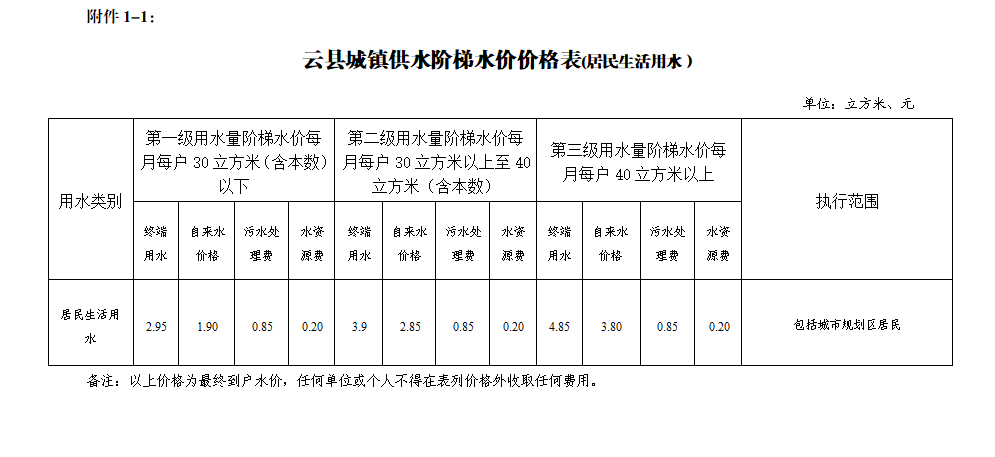 附件 1-1：
云县城镇供水阶梯水价价格表(居民生活用水）
单位：立方米、元
用水类别
第一级用水量阶梯水价每
月每户 30 立方米（含本数）
以下
第二级用水量阶梯水价每
月每户 30 立方米以上至 40
立方米（含本数）
第三级用水量阶梯水价每
月每户 40 立方米以上
执行范围
终端
用水
自来水
价格
污水处
理费
水资
源费
终端
用水
自来水
价格
污水处
理费
水资
源费
终端
用水
自来水
价格
污水处
理费
水资
源费
居民生活用
水
2.95
1.90
0.85
0.20
3.9
2.85
0.85
0.20
4.85
3.80
0.85
0.20
包括城市规划区居民
备注：以上价格为最终到户水价，任何单位或个人不得在表列价格外收取任何费用。